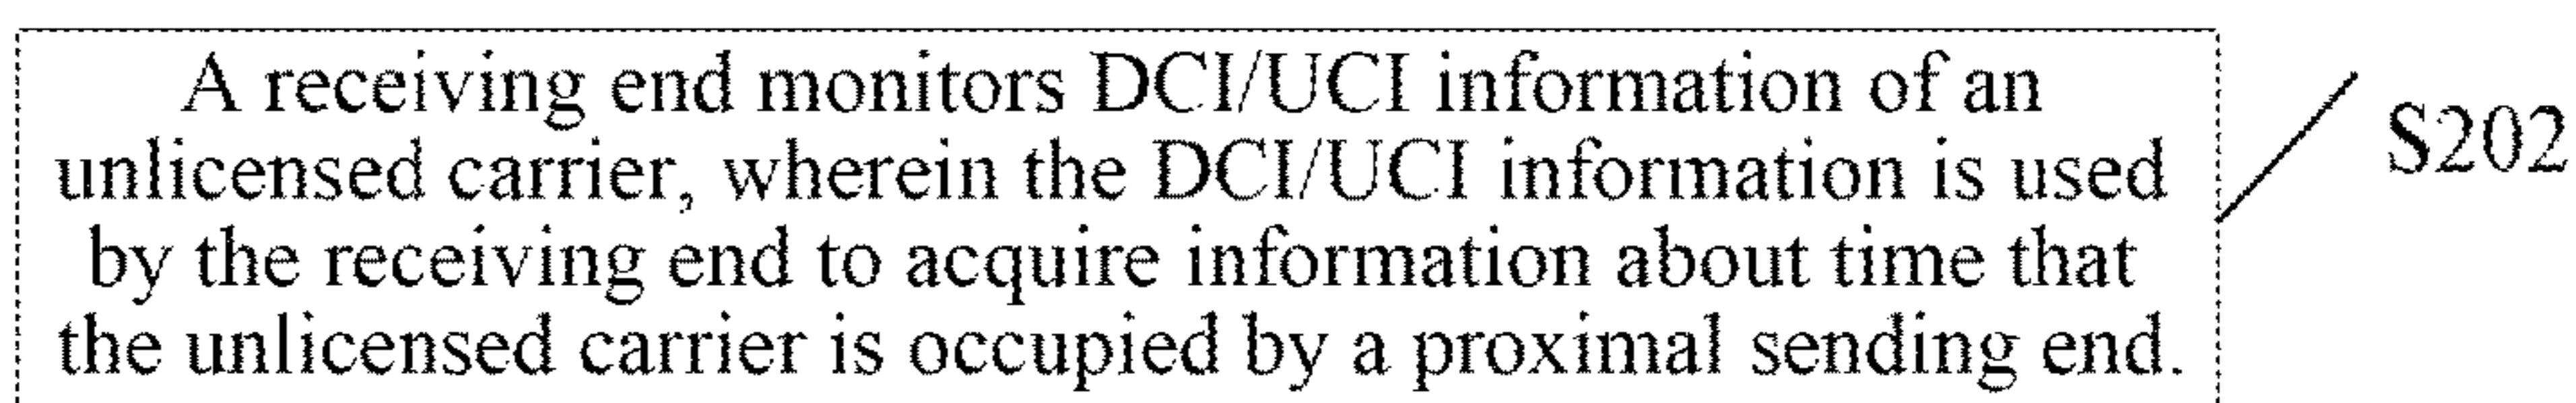 A receiving end monitors DCI/UCI information of an
unlicensed carrier, wherein the DCI/UCI information is used
by the receiving end to acquire information about time that
the unlicensed carrier is occupied by a proximal sending end.
S202